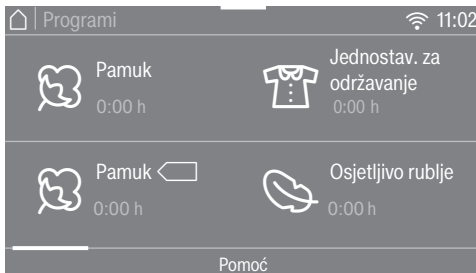 Programi
11:02
Pamuk
0:00 h
Jednostav. za
održavanje
0:00 h
Pamuk
0:00 h
Osjetljivo rublje
0:00 h
Pomoć